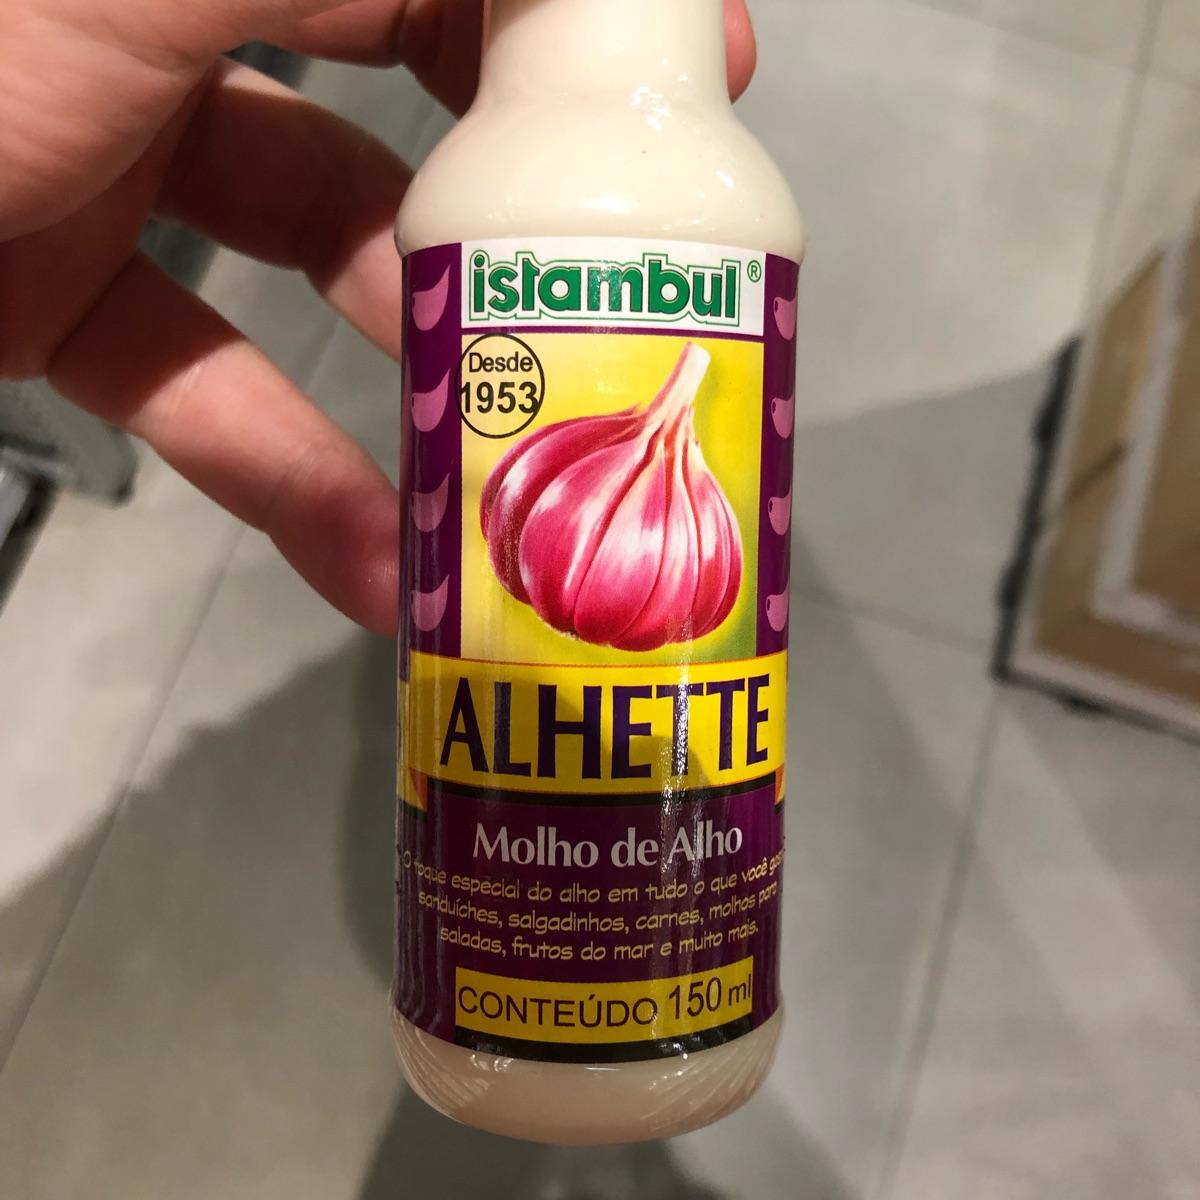 istambul®
Desde
1953
ALHETTE
Molho de Alho
O toque especial do alho em tudo o que você
sanduíches, salgadinhos, carnes, molhos para
saladas, frutos do mar e muito mais.
CONTEÚDO 150 ml